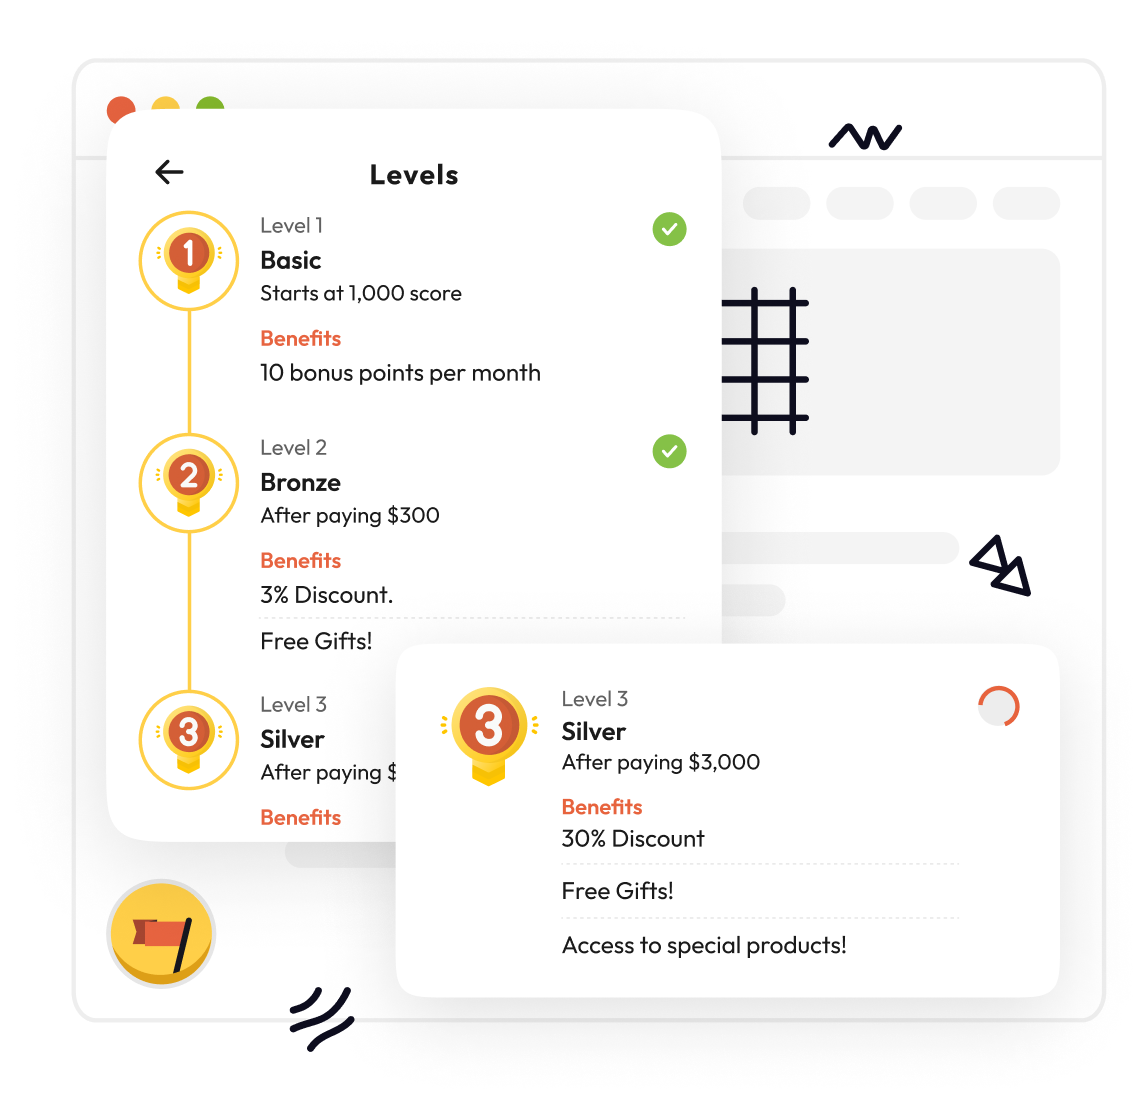 Levels
1
Level 1
Basic
Starts at 1,000 score
Benefits
10 bonus points per month
2
Level 2
Bronze
After paying $300
Benefits
3% Discount.
Free Gifts!
3
Level 3
Silver
After paying $
Benefits
3
Level 3
Silver
After paying $3,000
Benefits
30% Discount
Free Gifts!
Access to special products!